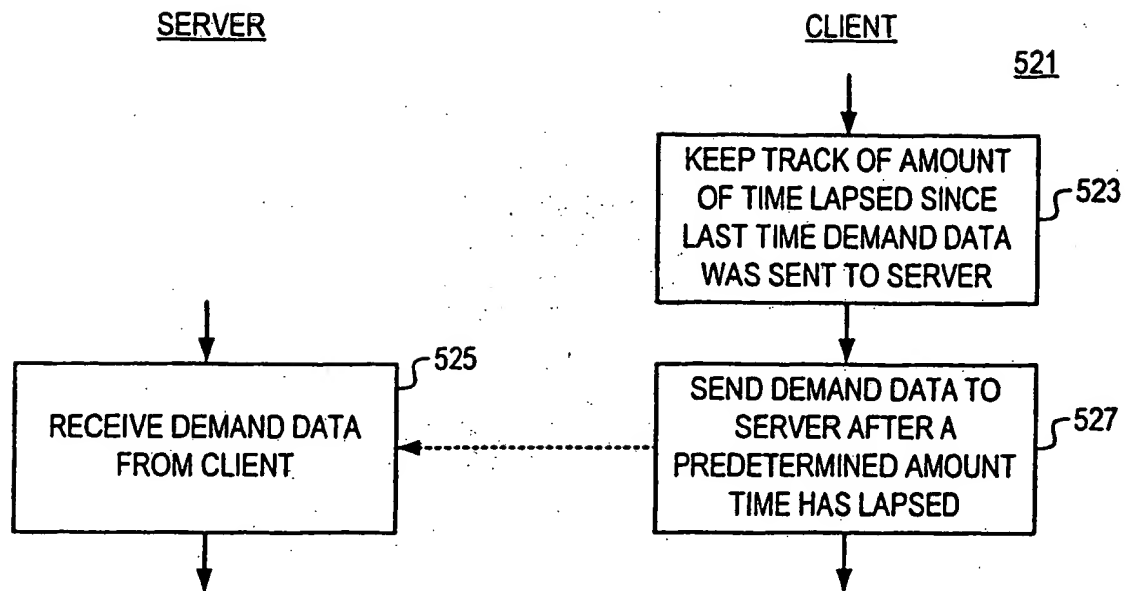 SERVER
CLIENT
521
KEEP TRACK OF AMOUNT
OF TIME LAPSED SINCE
LAST TIME DEMAND DATA
WAS SENT TO SERVER
523
RECEIVE DEMAND DATA
FROM CLIENT
525
SEND DEMAND DATA TO
SERVER AFTER A
PREDETERMINED AMOUNT
TIME HAS LAPSED
527